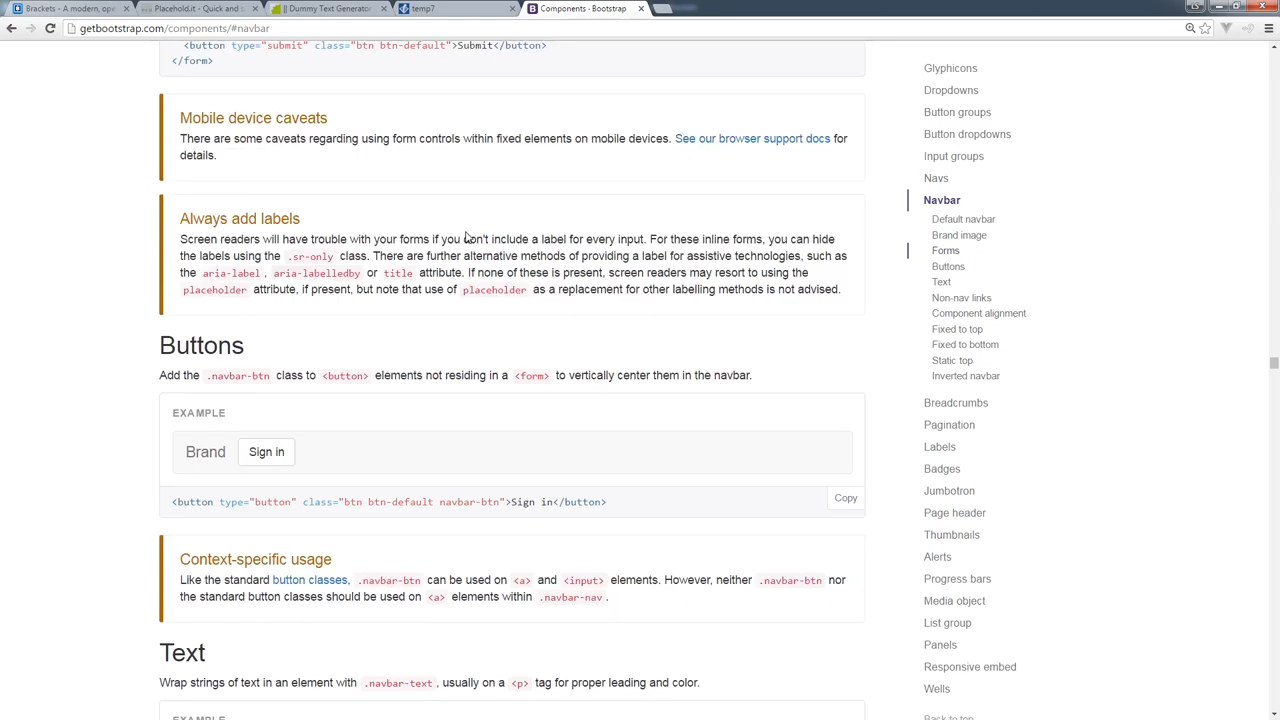 Brackets - A modern, ope
Placehold.it - Quick and s
|| Dummy Text Generator
temp7
Components · Bootstrap
getbootstrap.com/components/#navbar
<button type="submit" class="btn btn-default">Submit</button>
</form>
Mobile device caveats
There are some caveats regarding using form controls within fixed elements on mobile devices. See our browser support docs for
details.
Always add labels
Screen readers will have trouble with your forms if you don't include a label for every input. For these inline forms, you can hide
the labels using the .sr-only class. There are further alternative methods of providing a label for assistive technologies, such as
the aria-label, aria-labelledby or title attribute. If none of these is present, screen readers may resort to using the
placeholder attribute, if present, but note that use of placeholder as a replacement for other labelling methods is not advised.
Buttons
Add the .navbar-btn class to <button> elements not residing in a <form> to vertically center them in the navbar.
EXAMPLE
Brand Sign in
<button type="button" class="btn btn-default navbar-btn">Sign in</button>
Copy
Context-specific usage
Like the standard button classes, .navbar-btn can be used on <a> and <input> elements. However, neither .navbar-btn nor
the standard button classes should be used on <a> elements within .navbar-nav.
Text
Wrap strings of text in an element with .navbar-text, usually on a <p> tag for proper leading and color.
EXAMPLE
Glyphicons
Dropdowns
Button groups
Button dropdowns
Input groups
Navs
Navbar
Default navbar
Brand image
Forms
Buttons
Text
Non-nav links
Component alignment
Fixed to top
Fixed to bottom
Static top
Inverted navbar
Breadcrumbs
Pagination
Labels
Badges
Jumbotron
Page header
Thumbnails
Alerts
Progress bars
Media object
List group
Panels
Responsive embed
Wells
Back to top